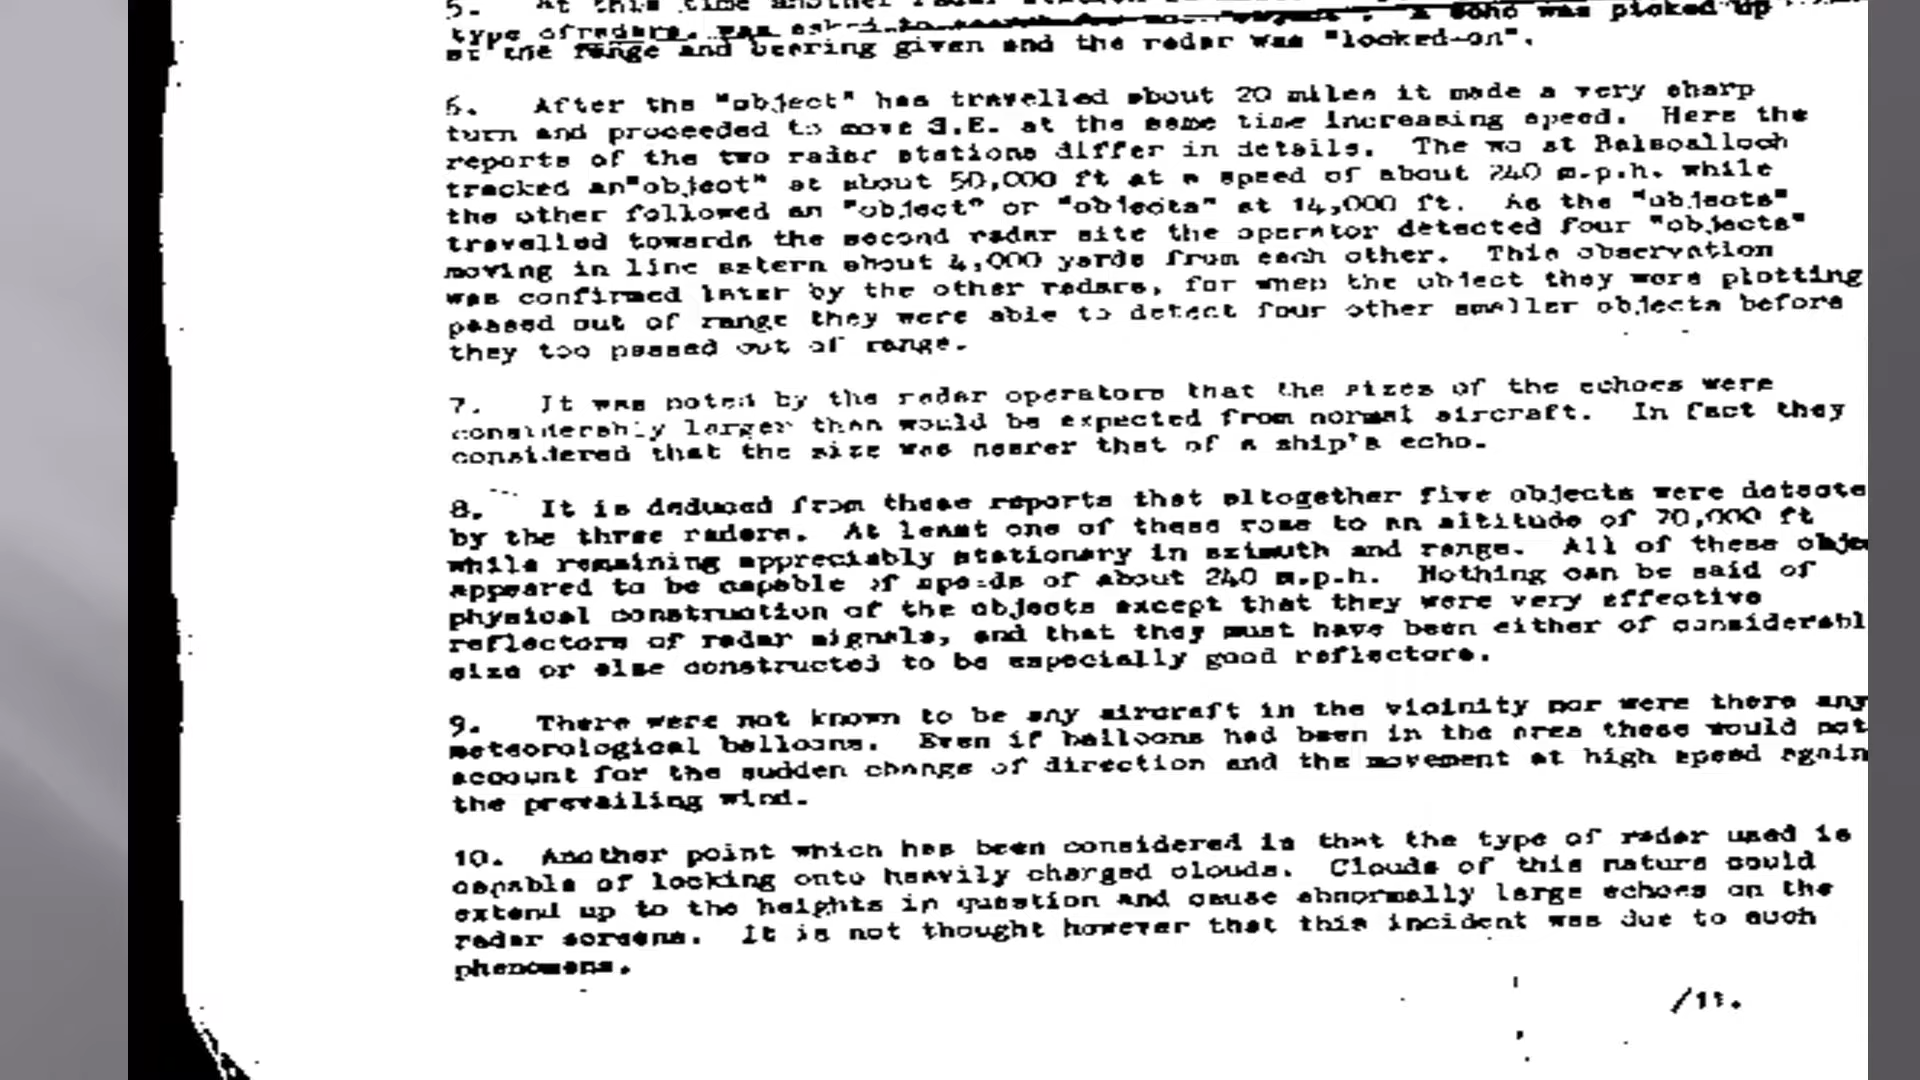 5. At this time another radar station
type of radars, was asked to "object". A echo was picked up
at the range and bearing given and the radar was "locked-on".
6. After the "object" has travelled about 20 miles it made a very sharp
turn and proceeded to move S.E. at the same time increasing speed. Here the
reports of the two radar stations differ in details. The two at Balscalloch
tracked an"object" at about 50,000 ft at a speed of about 240 m.p.h. while
the other followed an "object" or "objects" at 14,000 ft. As the "objects"
travelled towards the second radar site the operator detected four "objects"
moving in line astern about 4,000 yards from each other. This observation
was confirmed later by the other radars, for when the object they were plotting
passed out of range they were able to detect four other smaller objects before
they too passed out of range.
7. It was noted by the radar operators that the sizes of the echoes were
considerably larger than would be expected from normal aircraft. In fact they
considered that the size was nearer that of a ship's echo.
8. It is deduced from these reports that altogether five objects were detecte
by the three radars. At least one of these rose to an altitude of 70,000 ft
while remaining appreciably stationary in azimuth and range. All of these obje
appeared to be capable of speeds of about 240 m.p.h. Nothing can be said of
physical construction of the objects except that they were very effective
reflectors of radar signals, and that they must have been either of considerabl
size or else constructed to be especially good reflectors.
9. There were not known to be any aircraft in the vicinity nor were there any
meteorological balloons. Even if balloons had been in the area these would not
account for the sudden change of direction and the movement at high speed again
the prevailing wind.
10. Another point which has been considered is that the type of radar used is
capable of locking onto heavily charged clouds. Clouds of this nature could
extend up to the heights in question and cause abnormally large echoes on the
radar screens. It is not thought however that this incident was due to such
phenomena.
/11.